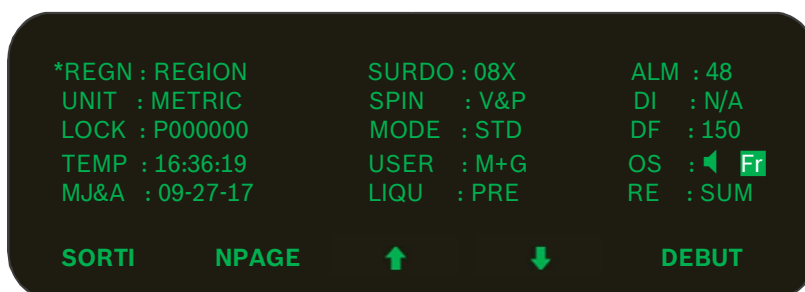 *REGN : REGION SURDO : 08X ALM : 48
UNIT : METRIC SPIN : V&P DI : N/A
LOCK : P000000 MODE : STD DF : 150
TEMP : 16:36:19 USER : M+G OS : Fr
MJ&A : 09-27-17 LIQU : PRE RE : SUM
SORTI NPAGE DEBUT